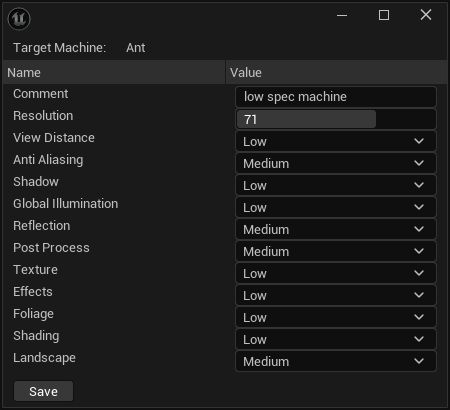 Target Machine: Ant
Name Value
Comment low spec machine
Resolution 71
View Distance Low
Anti Aliasing Medium
Shadow Low
Global Illumination Low
Reflection Medium
Post Process Medium
Texture Low
Effects Low
Foliage Low
Shading Low
Landscape Medium
Save